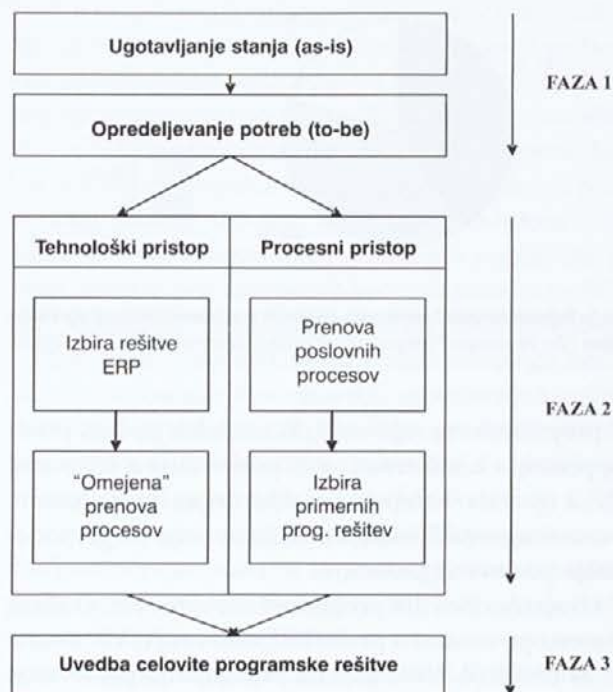 Ugotavljanje stanja (as-is)
FAZA 1
Opredeljevanje potreb (to-be)
Tehnološki pristop
Procesni pristop
Izbira rešitve
ERP
Prenova
poslovnih
procesov
FAZA 2
"Omejena"
prenova
procesov
Izbira
primernih
prog. rešitev
Uvedba celovite programske rešitve
FAZA 3